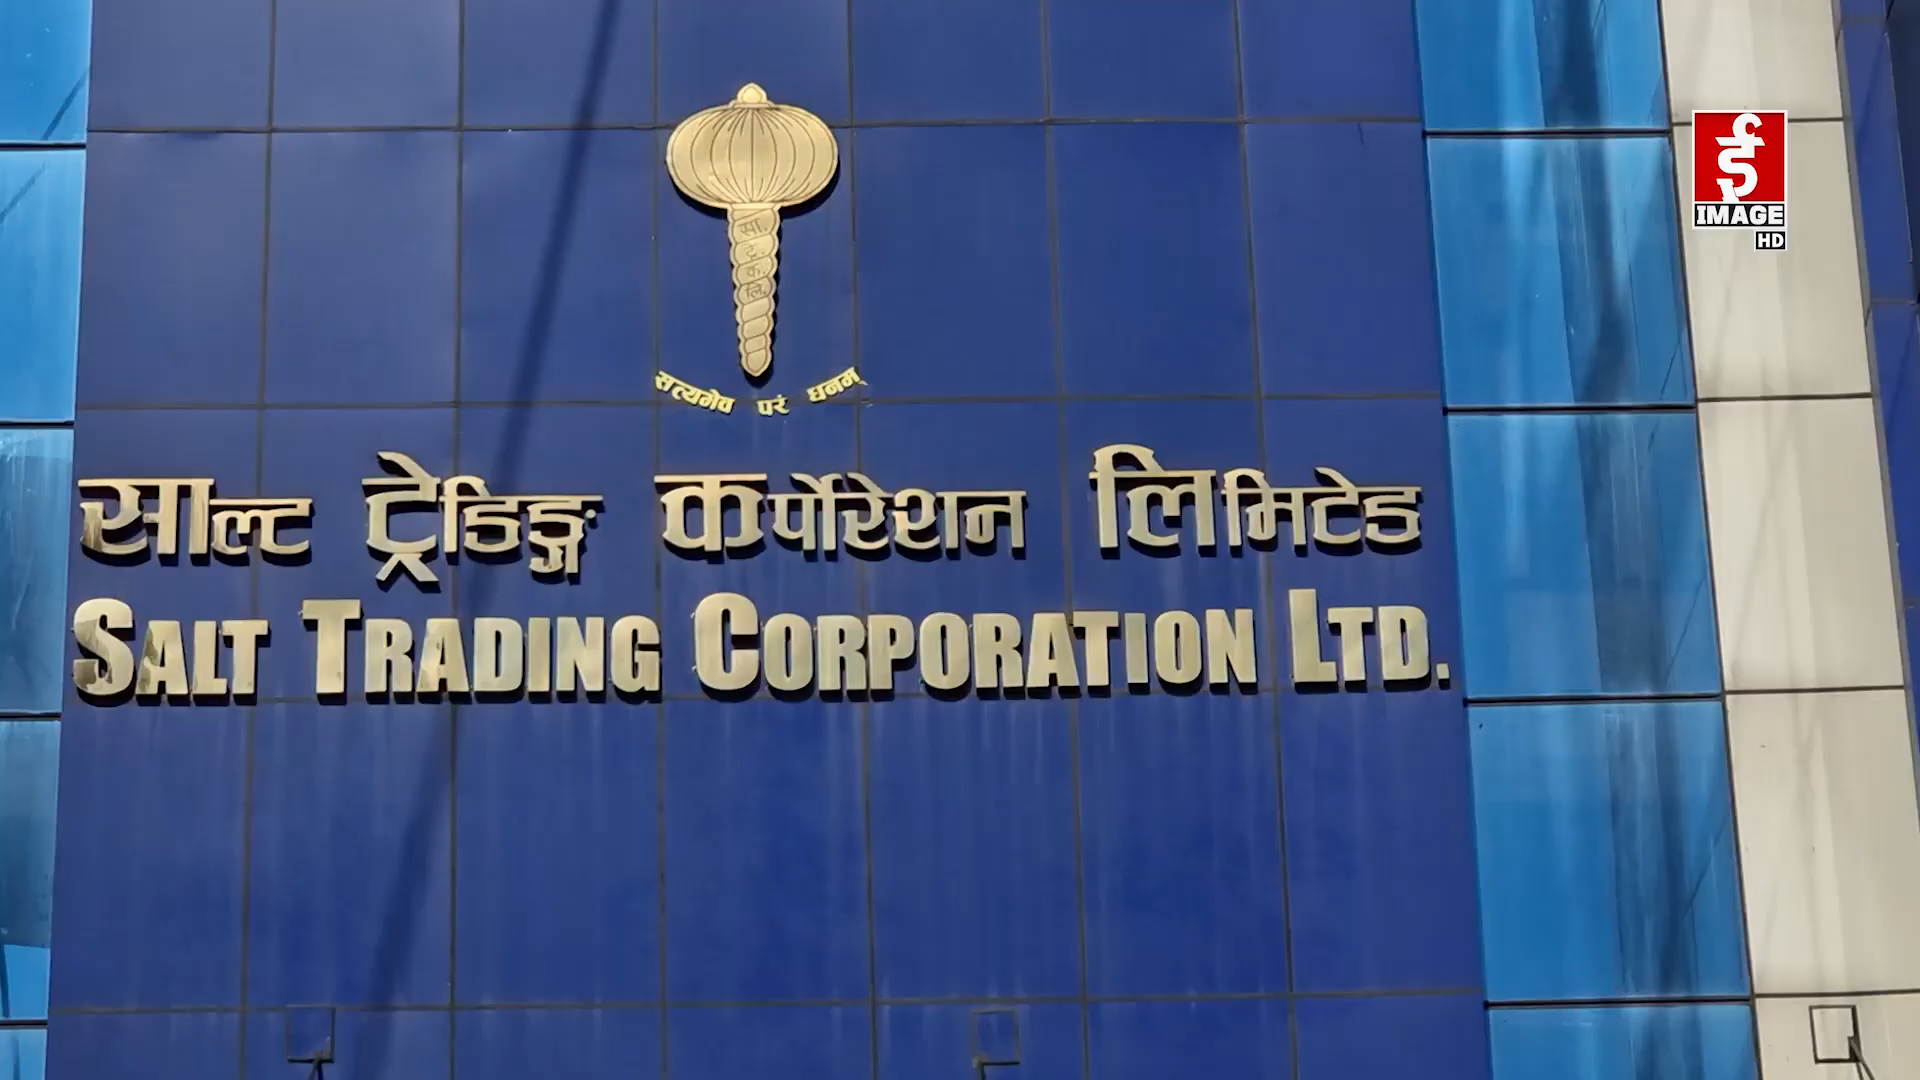 सा.
ट्रे.
क.
लि.
सत्यमेव परं धनम्
साल्ट ट्रेडिङ्ग कर्पोरेशन लिमिटेड
SALT TRADING CORPORATION LTD.
IMAGE
HD